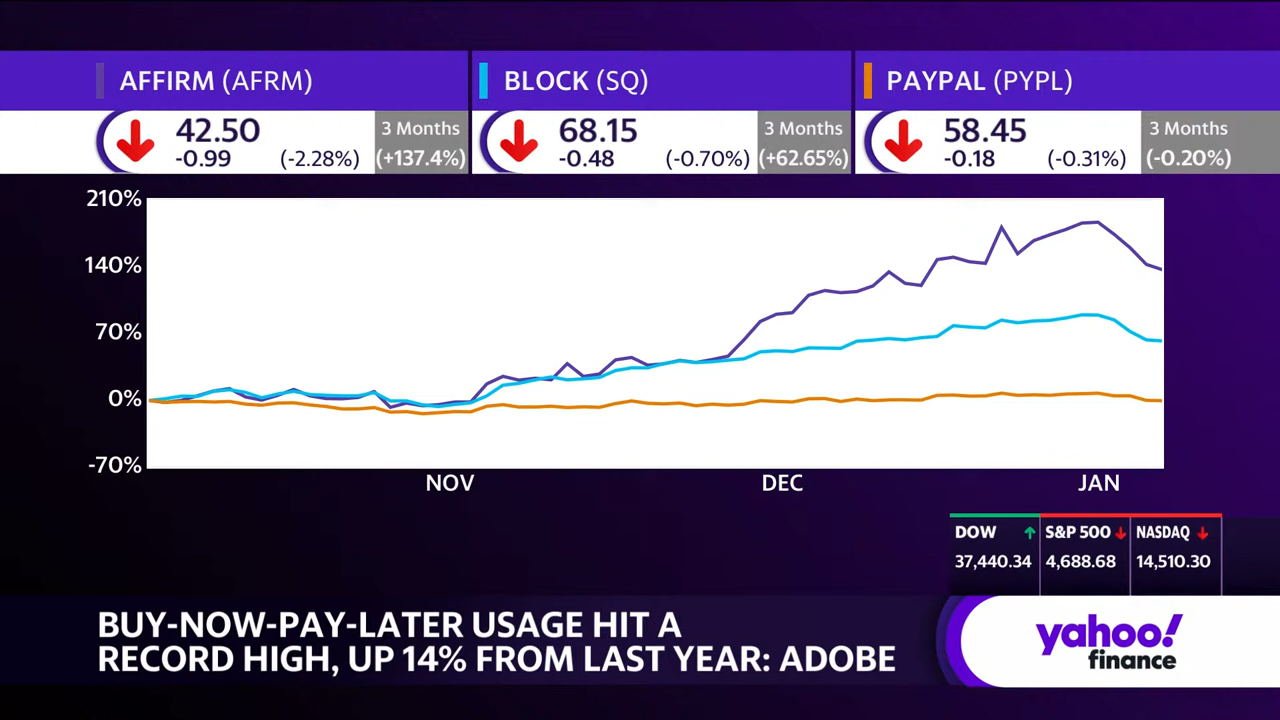 AFFIRM (AFRM)
42.50
-0.99 (-2.28%)
3 Months
(+137.4%)
BLOCK (SQ)
68.15
-0.48 (-0.70%)
3 Months
(+62.65%)
PAYPAL (PYPL)
58.45
-0.18 (-0.31%)
3 Months
(-0.20%)
210%
140%
70%
0%
-70%
NOV DEC JAN
DOW S&P 500 NASDAQ
37,440.34 4,688.68 14,510.30
BUY-NOW-PAY-LATER USAGE HIT A
RECORD HIGH, UP 14% FROM LAST YEAR: ADOBE
yahoo!
finance